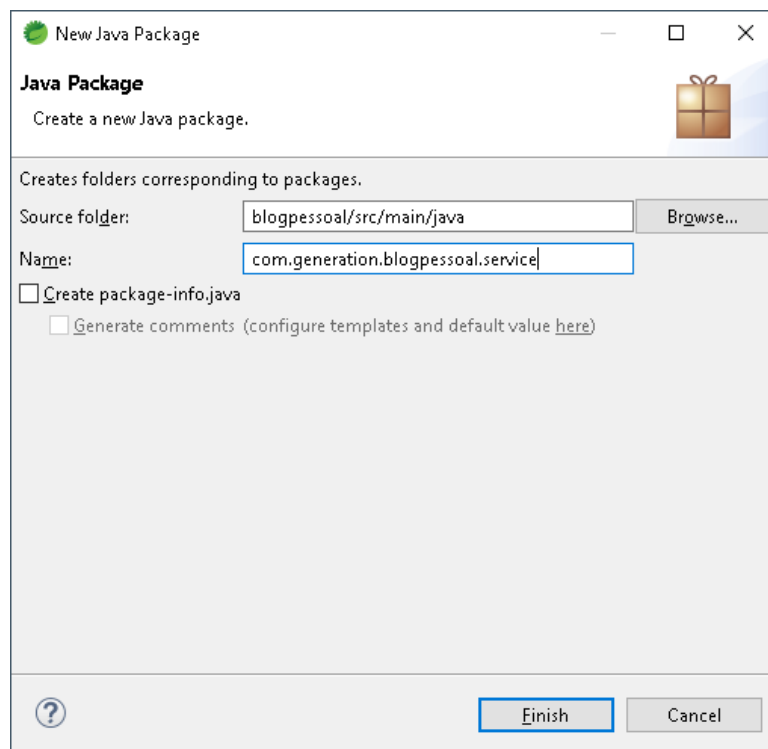 New Java Package
Java Package
Create a new Java package.
Creates folders corresponding to packages.
Source folder: blogpessoal/src/main/java Browse...
Name: com.generation.blogpessoal.service
Create package-info.java
Generate comments (configure templates and default value here)
? Finish Cancel